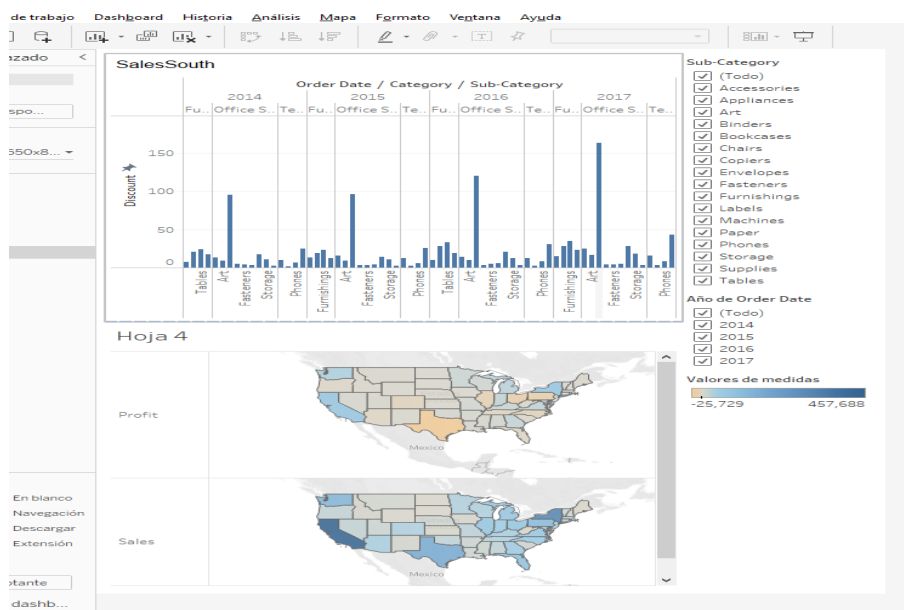 de trabajo Dashboard Historia Análisis Mapa Formato Ventana Ayuda
azado <
spo...
550x8...
En blanco
Navegación
Descargar
Extensión
otante
dashb...
SalesSouth
Order Date / Category / Sub-Category
2014 2015 2016 2017
Fu.. Office S.. Te.. Fu.. Office S.. Te.. Fu.. Office S.. Te.. Fu.. Office S.. Te..
Discount
150
100
50
0
Tables Art Fasteners Storage Phones Furnishings Art Fasteners Storage Phones Tables Art Fasteners Storage Phones Furnishings Art Fasteners Storage Phones
Hoja 4
Profit
Mexico
Sales
Mexico
Sub-Category
(Todo)
Accessories
Appliances
Art
Binders
Bookcases
Chairs
Copiers
Envelopes
Fasteners
Furnishings
Labels
Machines
Paper
Phones
Storage
Supplies
Tables
Año de Order Date
(Todo)
2014
2015
2016
2017
Valores de medidas
-25,729 457,688